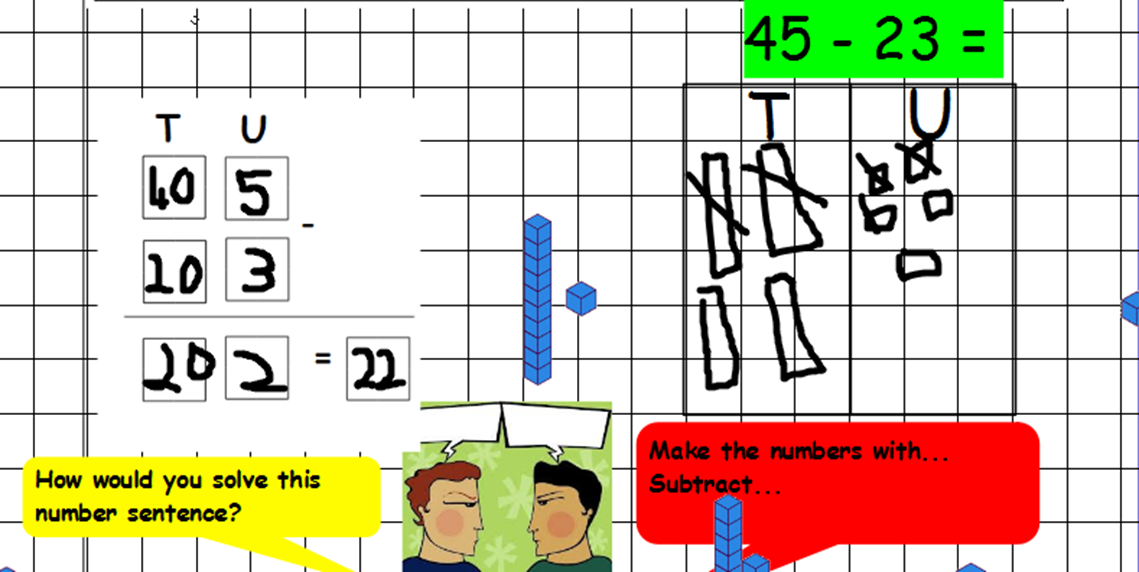 45 - 23 =
T U
T U
40 5
-
20 3
20 2 = 22
How would you solve this
number sentence?
Make the numbers with...
Subtract...